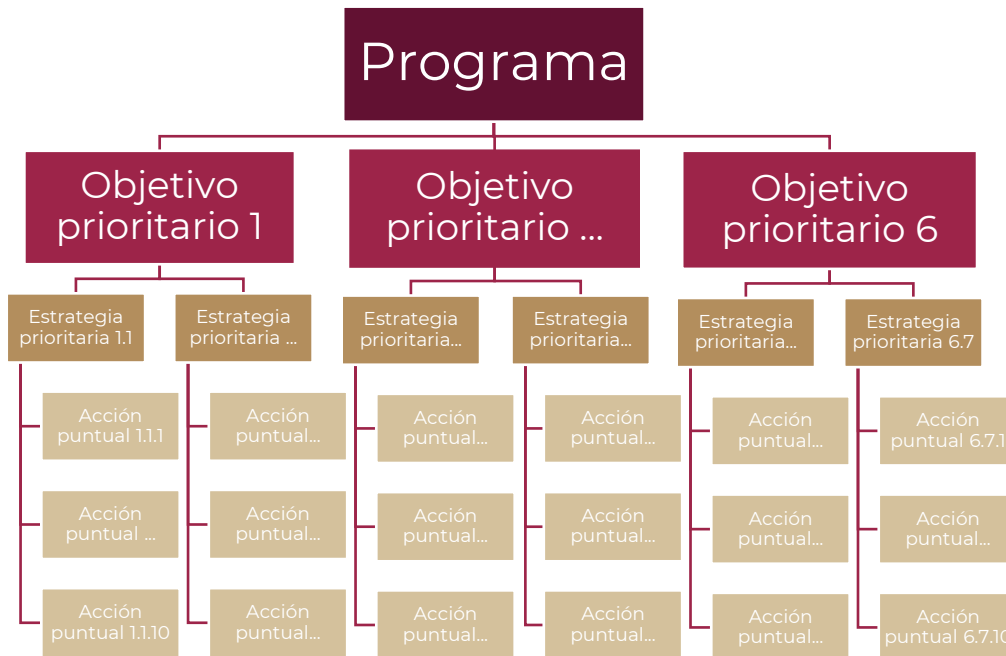 Programa
Objetivo
prioritario 1
Objetivo
prioritario ...
Objetivo
prioritario 6
Estrategia
prioritaria 1.1
Estrategia
prioritaria ...
Estrategia
prioritaria...
Estrategia
prioritaria...
Estrategia
prioritaria...
Estrategia
prioritaria 6.7
Acción
puntual 1.1.1
Acción
puntual...
Acción
puntual...
Acción
puntual...
Acción
puntual...
Acción
puntual 6.7.1
Acción
puntual ...
Acción
puntual...
Acción
puntual...
Acción
puntual...
Acción
puntual...
Acción
puntual...
Acción
puntual 1.1.10
Acción
puntual...
Acción
puntual...
Acción
puntual...
Acción
puntual...
Acción
puntual 6.7.10